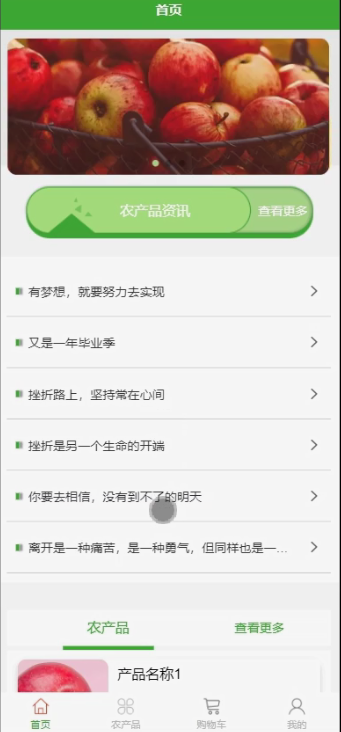 首页
农产品资讯 查看更多
有梦想，就要努力去实现
又是一年毕业季
挫折路上，坚持常在心间
挫折是另一个生命的开端
你要去相信，没有到不了的明天
离开是一种痛苦，是一种勇气，但同样也是一…
农产品 查看更多
产品名称1
首页 农产品 购物车 我的